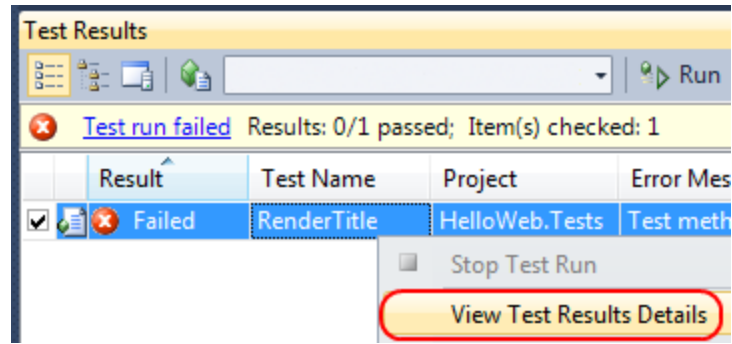 Test Results
Run
Test run failed Results: 0/1 passed; Item(s) checked: 1
Result Test Name Project Error Mes
Failed RenderTitle HelloWeb.Tests Test meth
Stop Test Run
View Test Results Details